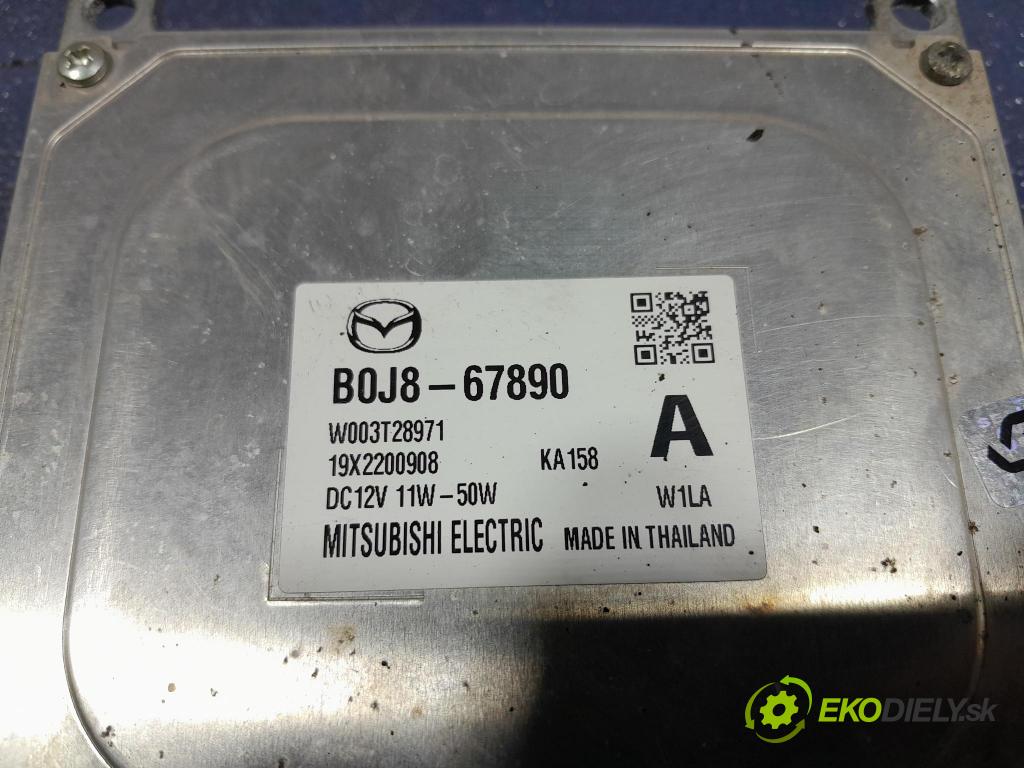 B0J8-67890
W003T28971
19X2200908 KA158 A
DC12V 11W-50W W1LA
MITSUBISHI ELECTRIC MADE IN THAILAND
EKODIELY.sk